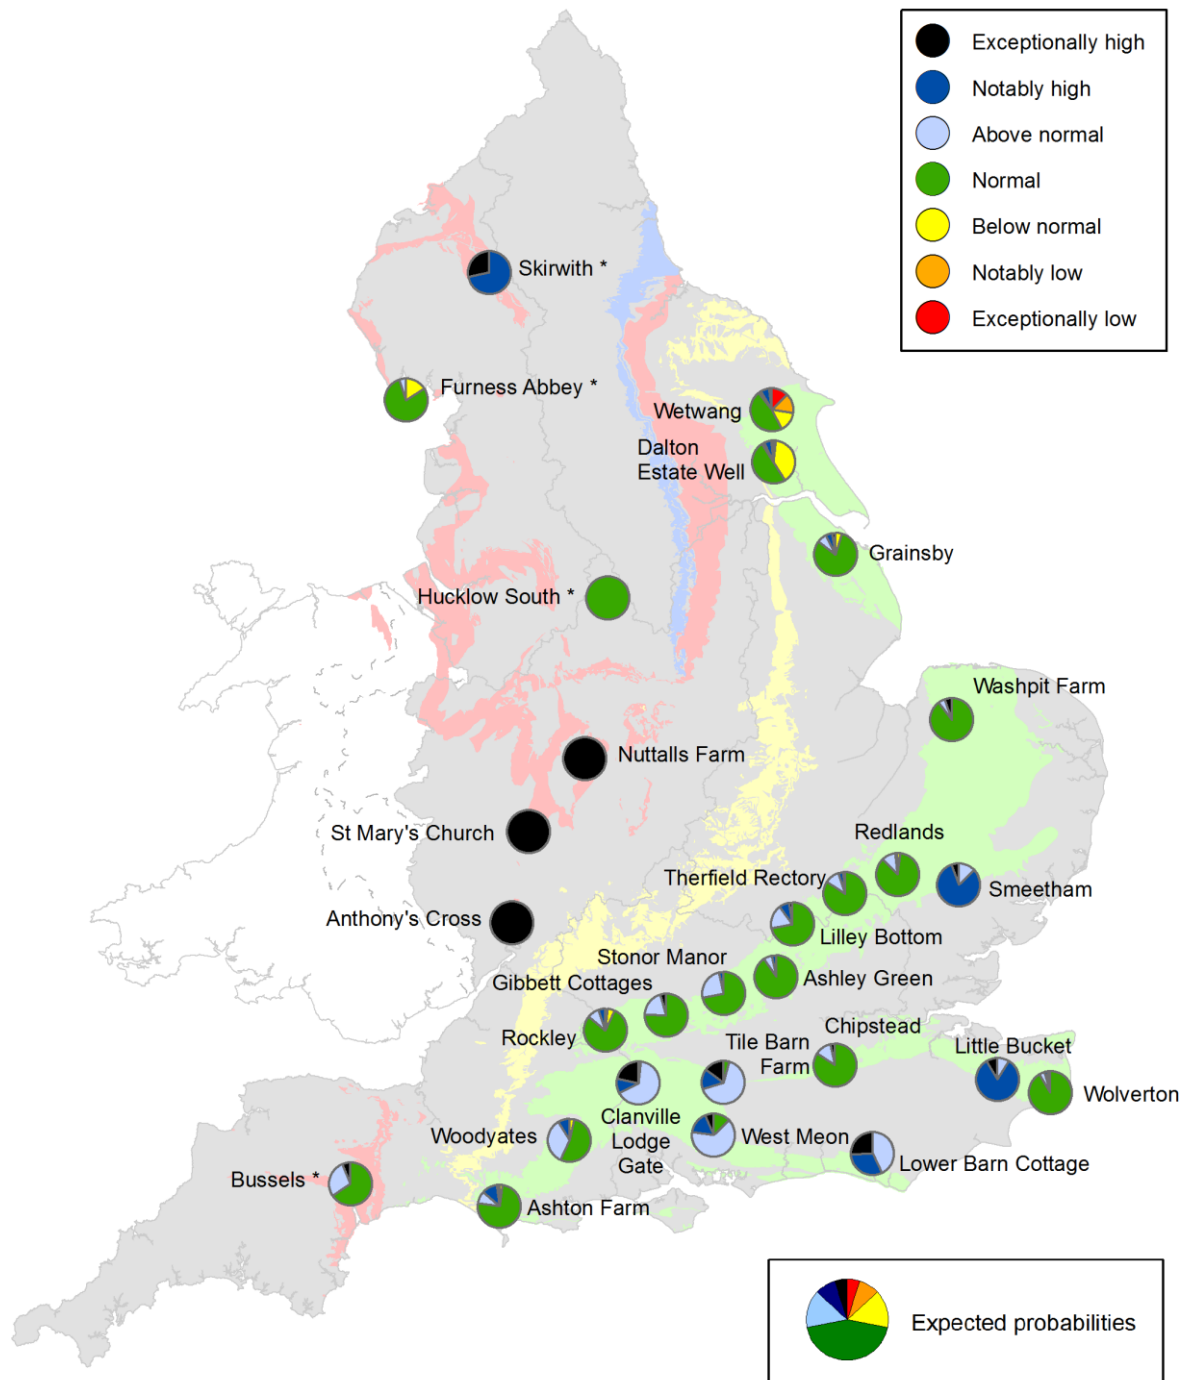 Exceptionally high
Notably high
Above normal
Normal
Below normal
Notably low
Exceptionally low
Skirwith *
Furness Abbey *
Wetwang
Dalton
Estate Well
Grainsby
Hucklow South *
Washpit Farm
Nuttalls Farm
St Mary's Church
Redlands
Therfield Rectory
Smeetham
Anthony's Cross
Lilley Bottom
Stonor Manor
Gibbett Cottages
Ashley Green
Rockley
Chipstead
Tile Barn
Farm
Little Bucket
Wolverton
Clanville
Lodge
Gate
Woodyates
West Meon
Lower Barn Cottage
Bussels *
Ashton Farm
Expected probabilities